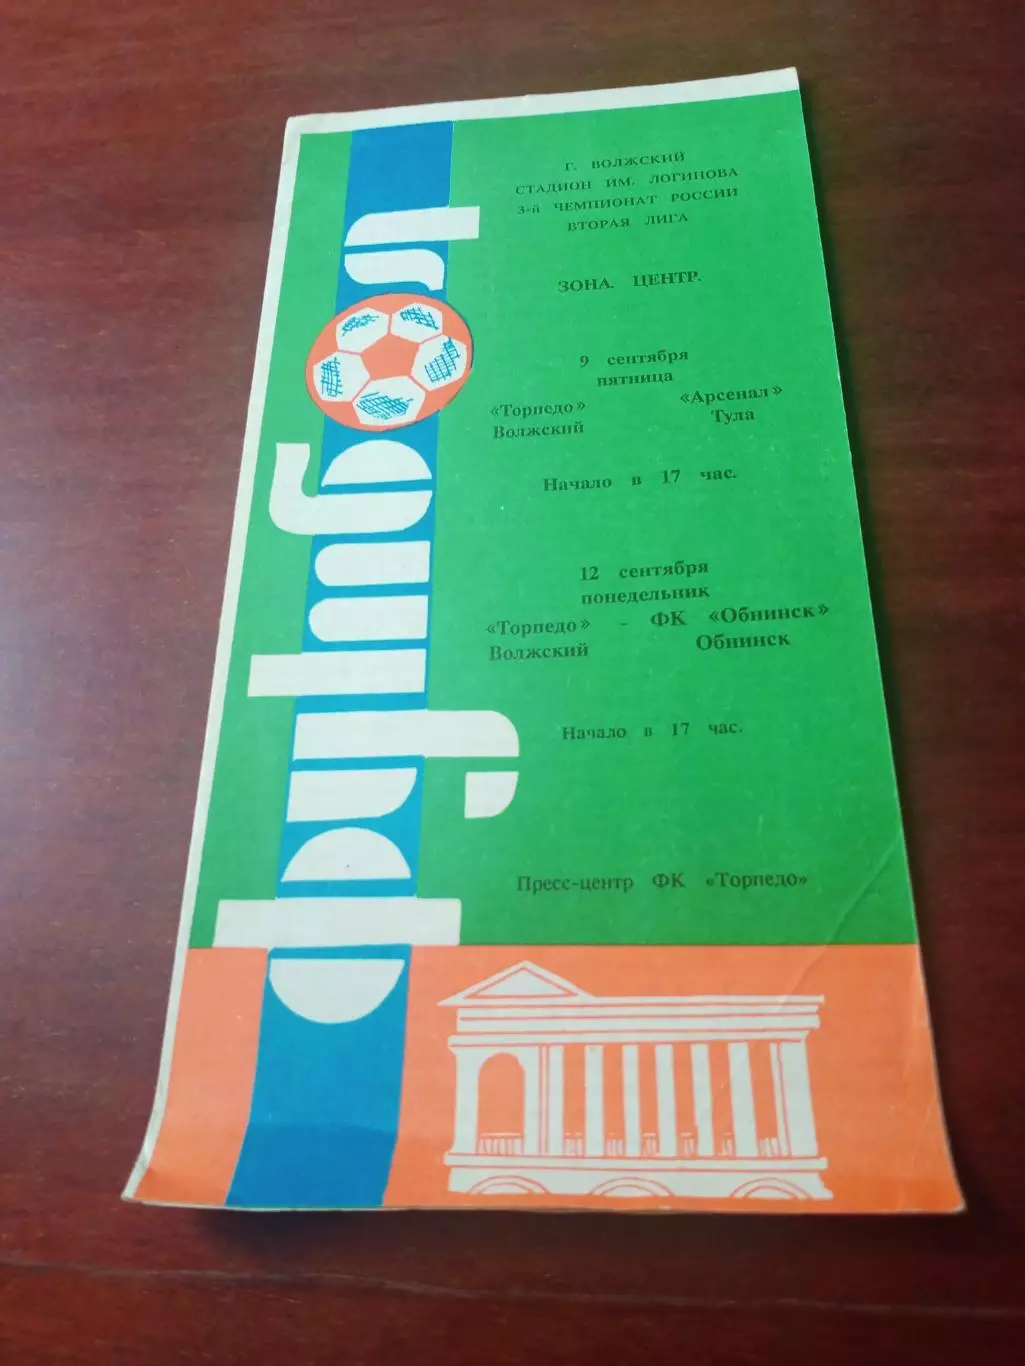 Футбол
Г. ВОЛЖСКИЙ
СТАДИОН ИМ. ЛОГИНОВА
3-й ЧЕМПИОНАТ РОССИИ
ВТОРАЯ ЛИГА
ЗОНА. ЦЕНТР.
9 сентября
пятница
«Торпедо» «Арсенал»
Волжский Тула
Начало в 17 час.
12 сентября
понедельник
«Торпедо» - ФК «Обнинск»
Волжский Обнинск
Начало в 17 час.
Пресс-центр ФК «Торпедо»